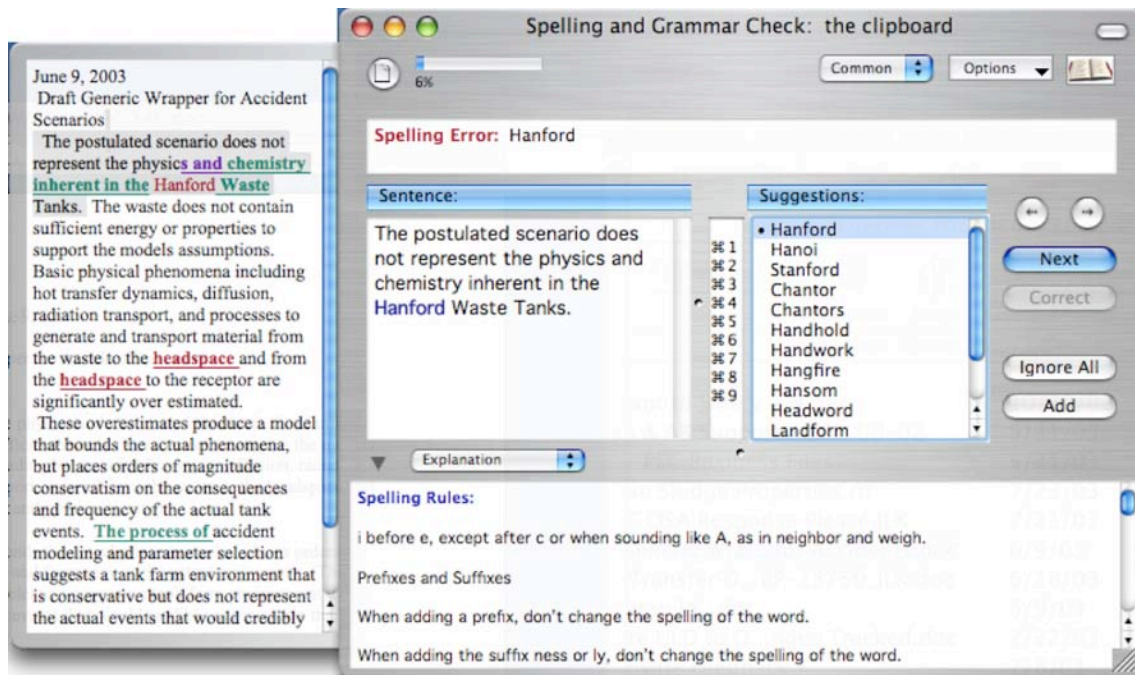 June 9, 2003
Draft Generic Wrapper for Accident
Scenarios
The postulated scenario does not
represent the physics and chemistry
inherent in the Hanford Waste
Tanks. The waste does not contain
sufficient energy or properties to
support the models assumptions.
Basic physical phenomena including
hot transfer dynamics, diffusion,
radiation transport, and processes to
generate and transport material from
the waste to the headspace and from
the headspace to the receptor are
significantly over estimated.
These overestimates produce a model
that bounds the actual phenomena,
but places orders of magnitude
conservatism on the consequences
and frequency of the actual tank
events. The process of accident
modeling and parameter selection
suggests a tank farm environment that
is conservative but does not represent
the actual events that would credibly
Spelling and Grammar Check: the clipboard
6%
Common
Options
Spelling Error: Hanford
Sentence:
The postulated scenario does
not represent the physics and
chemistry inherent in the
Hanford Waste Tanks.
⌘1
⌘2
⌘3
⌘4
⌘5
⌘6
⌘7
⌘8
⌘9
Suggestions:
• Hanford
Hanoi
Stanford
Chantor
Chantors
Handhold
Handwork
Hangfire
Hansom
Headword
Landform
Next
Correct
Ignore All
Add
Explanation
Spelling Rules:
i before e, except after c or when sounding like A, as in neighbor and weigh.
Prefixes and Suffixes
When adding a prefix, don't change the spelling of the word.
When adding the suffix ness or ly, don't change the spelling of the word.